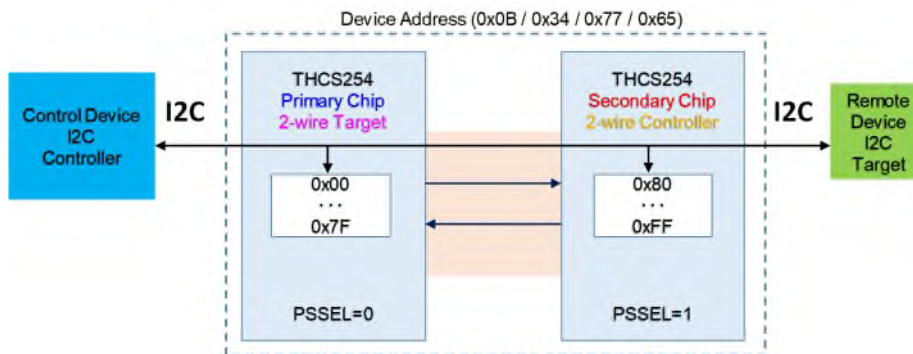 Device Address (0x0B / 0x34 / 0x77 / 0x65)
Control Device
I2C
Controller
I2C
THCS254
Primary Chip
2-wire Target
0x00
...
0x7F
PSSEL=0
THCS254
Secondary Chip
2-wire Controller
0x80
...
0xFF
PSSEL=1
I2C
Remote
Device
I2C
Target